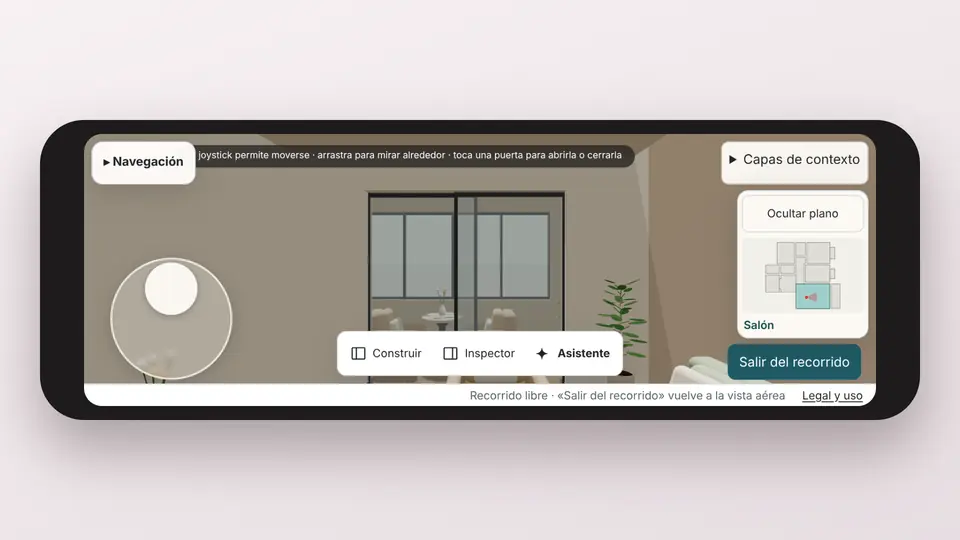 ▸ Navegación
joystick permite moverse · arrastra para mirar alrededor · toca una puerta para abrirla o cerrarla
▶ Capas de contexto
Ocultar plano
Salón
Construir
Inspector
Asistente
Salir del recorrido
Recorrido libre · «Salir del recorrido» vuelve a la vista aérea
Legal y uso